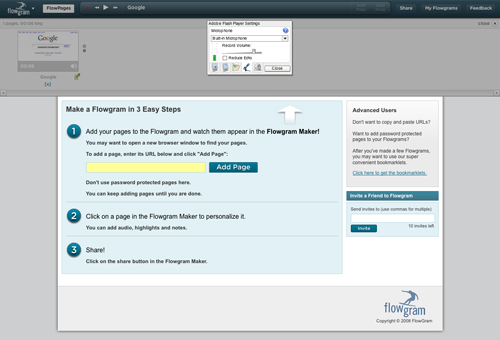 flowgram
FlowPages
Google
Share
My Flowgrams
Feedback
show
Adobe Flash Player Settings
Microphone
Built-in Microphone
Record Volume:
Reduce Echo
Close
Google
00:06
Google
[x]
Make a Flowgram in 3 Easy Steps
1 Add your pages to the Flowgram and watch them appear in the Flowgram Maker!
You may want to open a new browser window to find your pages.
To add a page, enter its URL below and click "Add Page":
Add Page
Don't use password protected pages here.
You can keep adding pages until you are done.
2 Click on a page in the Flowgram Maker to personalize it.
You can add audio, highlights and notes.
3 Share!
Click on the share button in the Flowgram Maker.
Advanced Users
Don't want to copy and paste URLs?
Want to add password protected
pages to your Flowgrams?
After you've made a few Flowgrams,
you may want to use our super
convenient bookmarklets.
Click here to get the bookmarklets.
Invite a Friend to Flowgram
Send invites to (use commas for multiple)
Invite
10 invites left
flowgram
Copyright © 2008 FlowGram